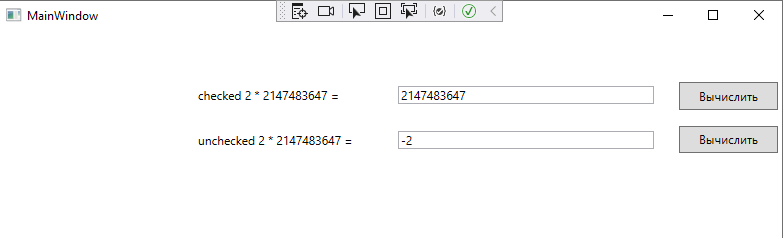 MainWindow
checked 2 * 2147483647 =
2147483647
Вычислить
unchecked 2 * 2147483647 =
-2
Вычислить